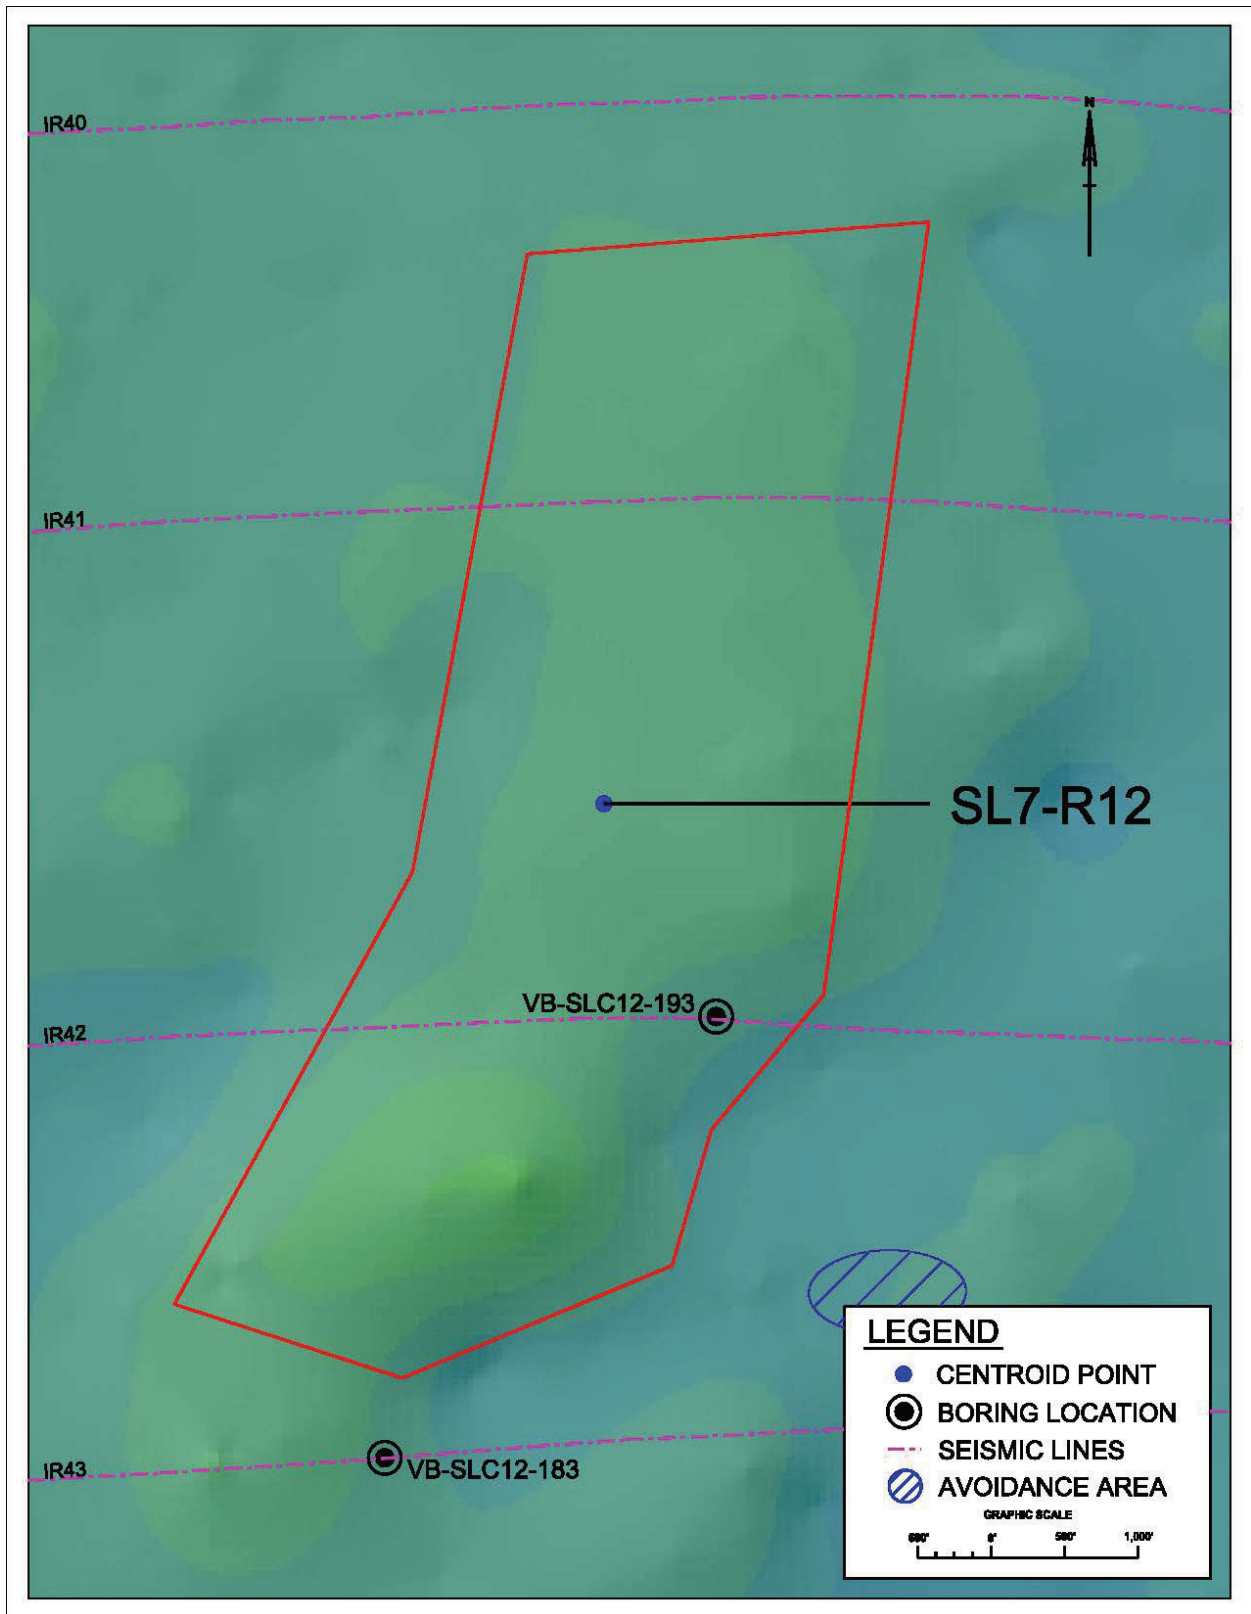 IR40
N
IR41
SL7-R12
VB-SLC12-193
IR42
LEGEND
CENTROID POINT
BORING LOCATION
SEISMIC LINES
AVOIDANCE AREA
GRAPHIC SCALE
0' 500' 1,000'
IR43
VB-SLC12-183